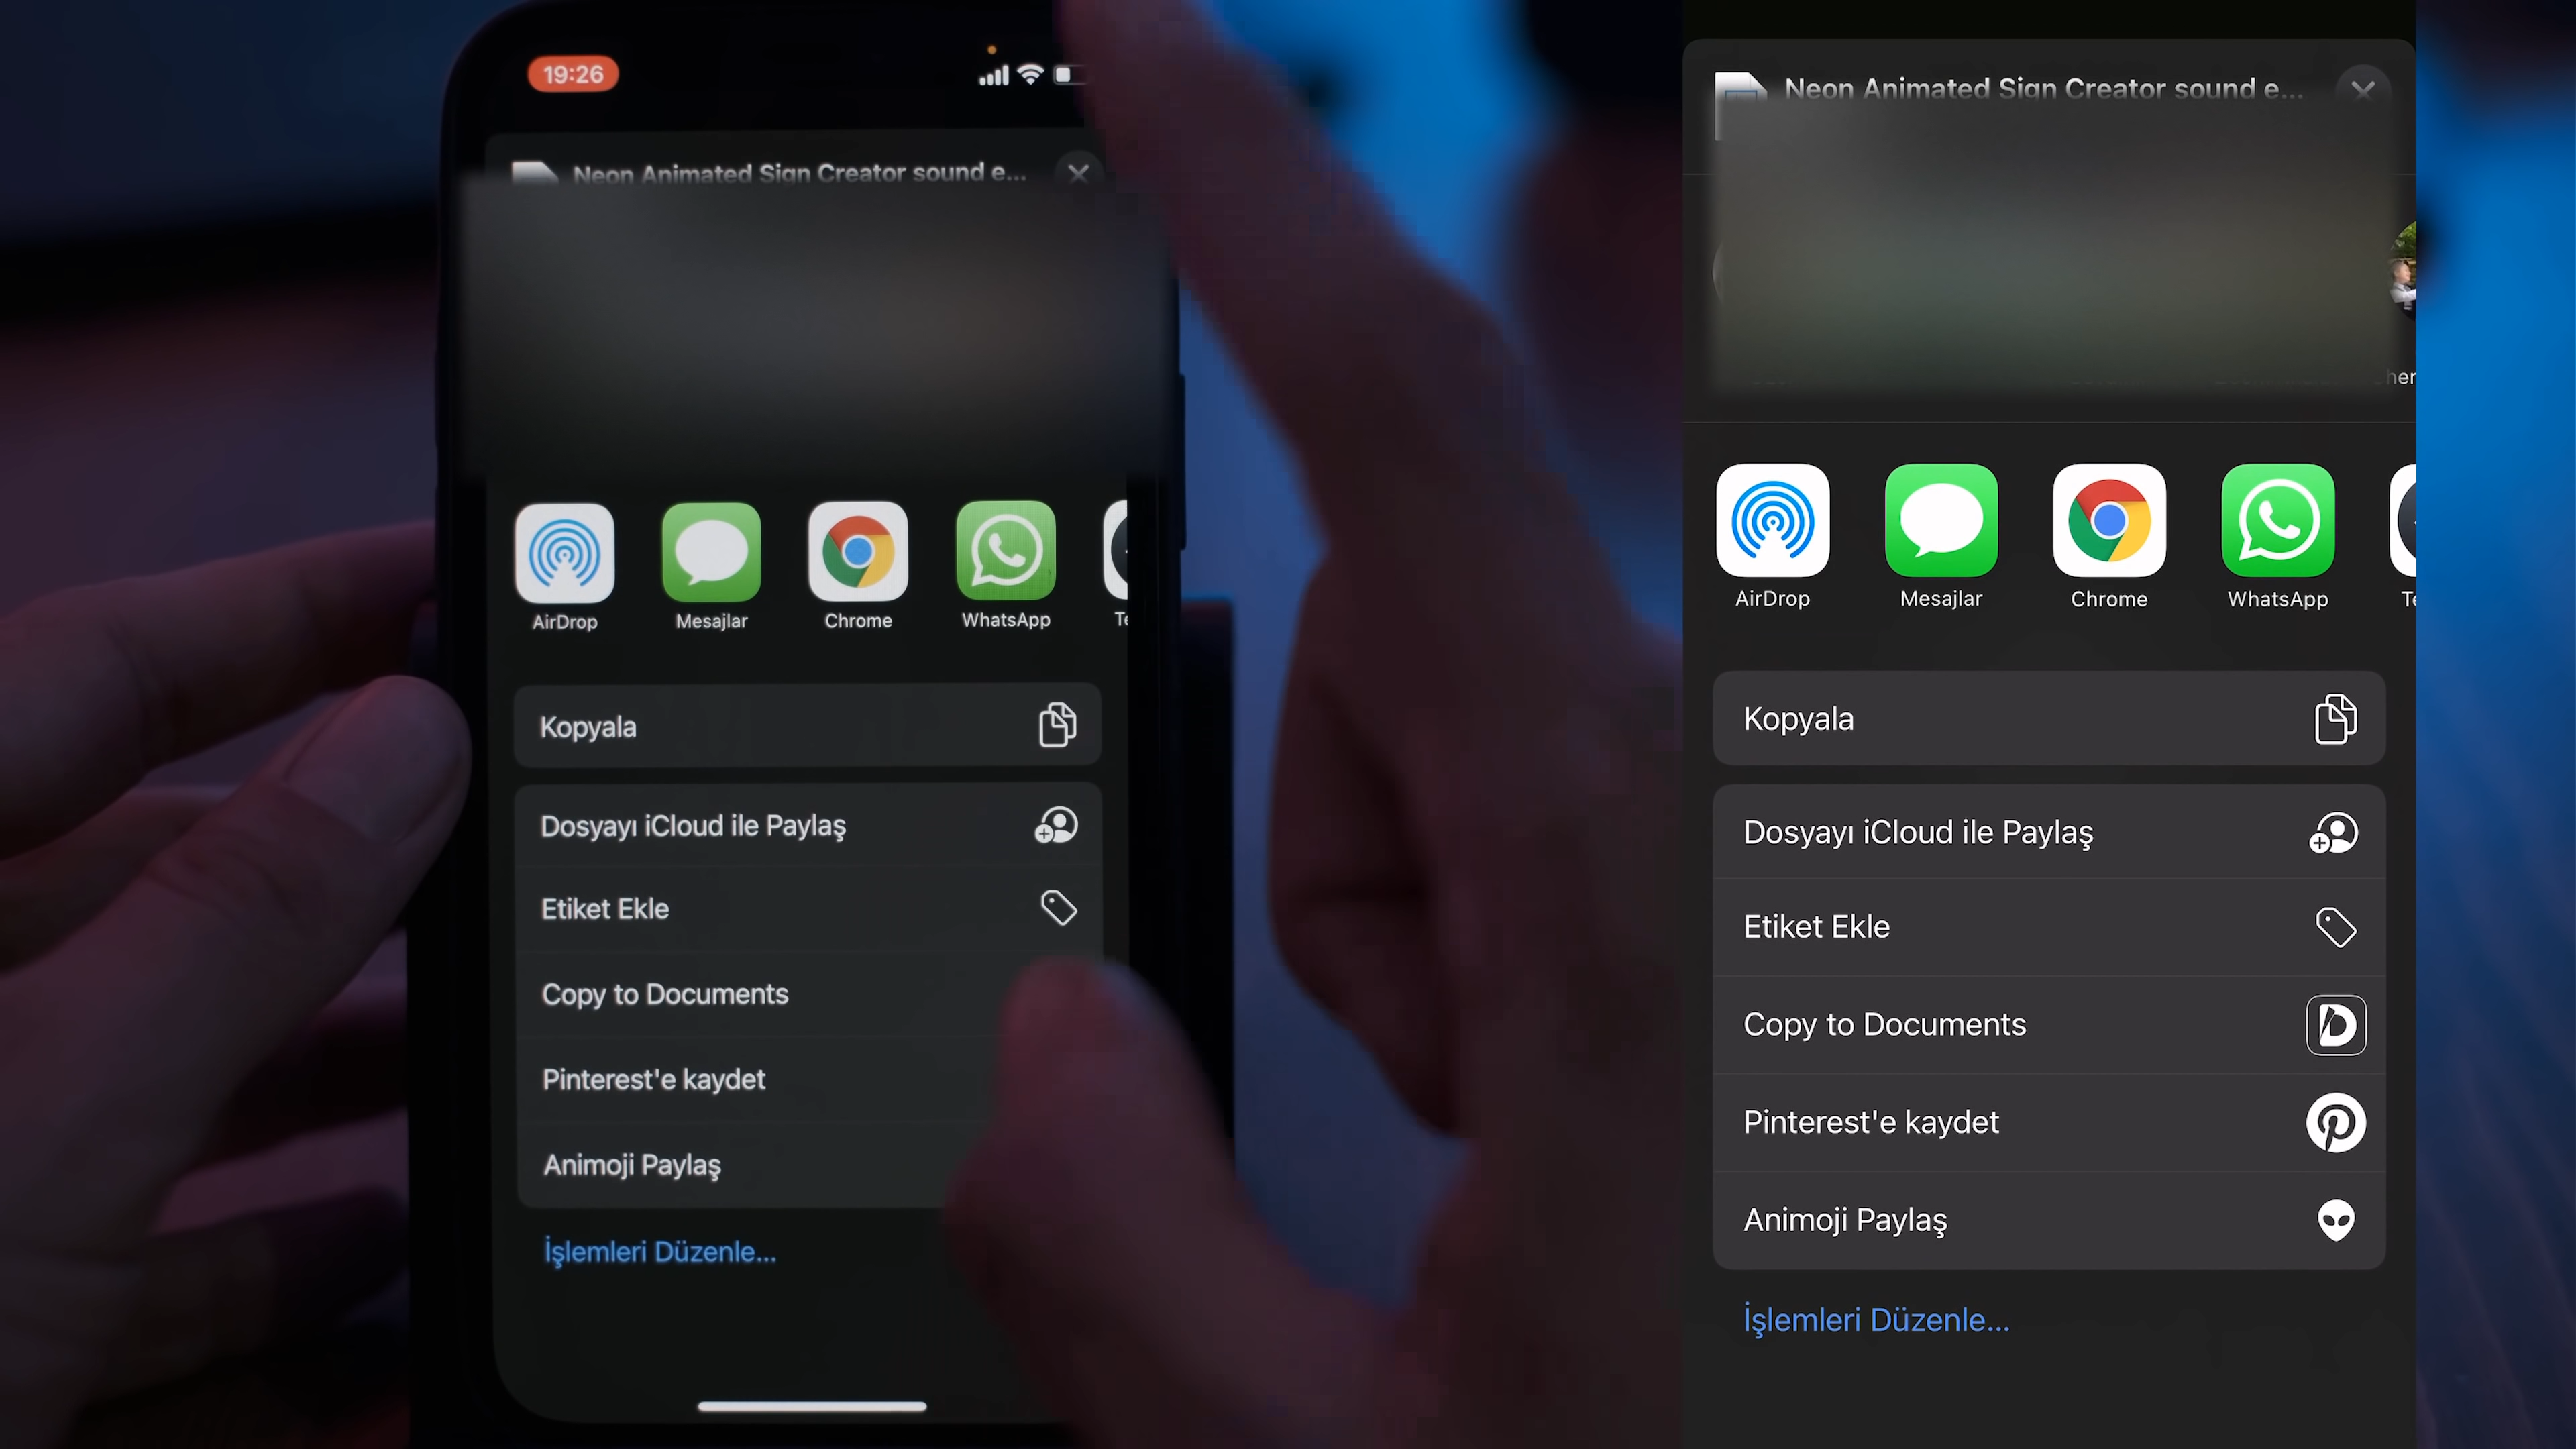 19:26
Neon Animated Sign Creator sound e...
AirDrop
Mesajlar
Chrome
WhatsApp
Kopyala
Dosyayı iCloud ile Paylaş
Etiket Ekle
Copy to Documents
Pinterest'e kaydet
Animoji Paylaş
İşlemleri Düzenle...
Neon Animated Sign Creator sound e...
AirDrop
Mesajlar
Chrome
WhatsApp
Kopyala
Dosyayı iCloud ile Paylaş
Etiket Ekle
Copy to Documents
Pinterest'e kaydet
Animoji Paylaş
İşlemleri Düzenle...